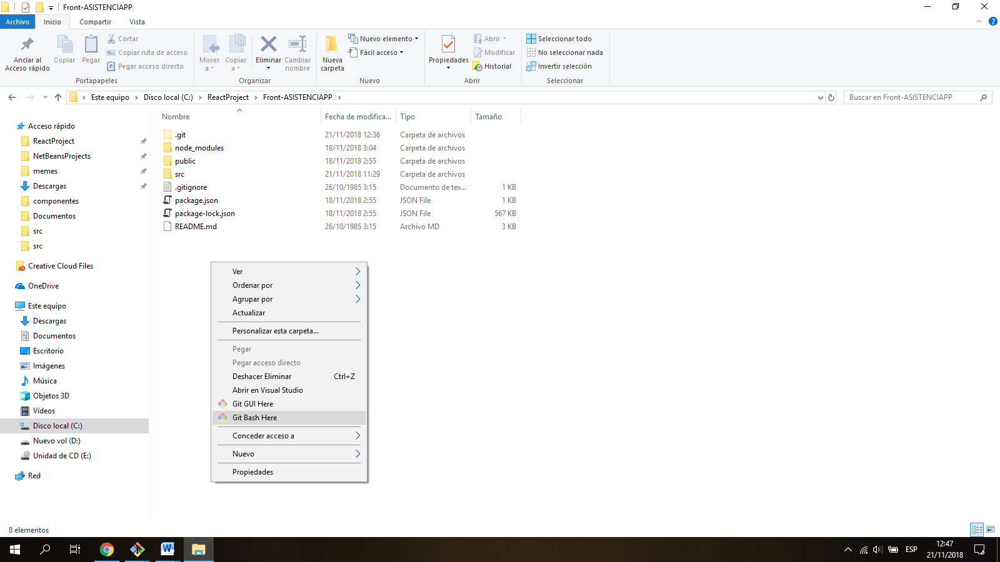 Front-ASISTENCIAPP
Archivo Inicio Compartir Vista
Anclar al Acceso rápido
Copiar
Pegar
Cortar
Copiar ruta de acceso
Pegar acceso directo
Portapapeles
Mover a
Copiar a
Eliminar
Cambiar nombre
Organizar
Nueva carpeta
Nuevo elemento
Fácil acceso
Nuevo
Propiedades
Abrir
Modificar
Historial
Abrir
Seleccionar todo
No seleccionar nada
Invertir selección
Seleccionar
Este equipo > Disco local (C:) > ReactProject > Front-ASISTENCIAPP >
Buscar en Front-ASISTENCIAPP
Acceso rápido
ReactProject
NetBeansProjects
memes
Descargas
componentes
Documentos
src
src
Creative Cloud Files
OneDrive
Este equipo
Descargas
Documentos
Escritorio
Imágenes
Música
Objetos 3D
Vídeos
Disco local (C:)
Nuevo vol (D:)
Unidad de CD (E:)
Red
Nombre Fecha de modifica... Tipo Tamaño
.git 21/11/2018 12:36 Carpeta de archivos
node_modules 18/11/2018 3:04 Carpeta de archivos
public 18/11/2018 2:55 Carpeta de archivos
src 21/11/2018 11:29 Carpeta de archivos
.gitignore 26/10/1985 3:15 Documento de tex... 1 KB
package.json 18/11/2018 2:55 JSON File 1 KB
package-lock.json 18/11/2018 2:55 JSON File 567 KB
README.md 26/10/1985 3:15 Archivo MD 3 KB
Ver
Ordenar por
Agrupar por
Actualizar
Personalizar esta carpeta...
Pegar
Pegar acceso directo
Deshacer Eliminar Ctrl+Z
Abrir en Visual Studio
Git GUI Here
Git Bash Here
Conceder acceso a
Nuevo
Propiedades
8 elementos
ESP
12:47
21/11/2018